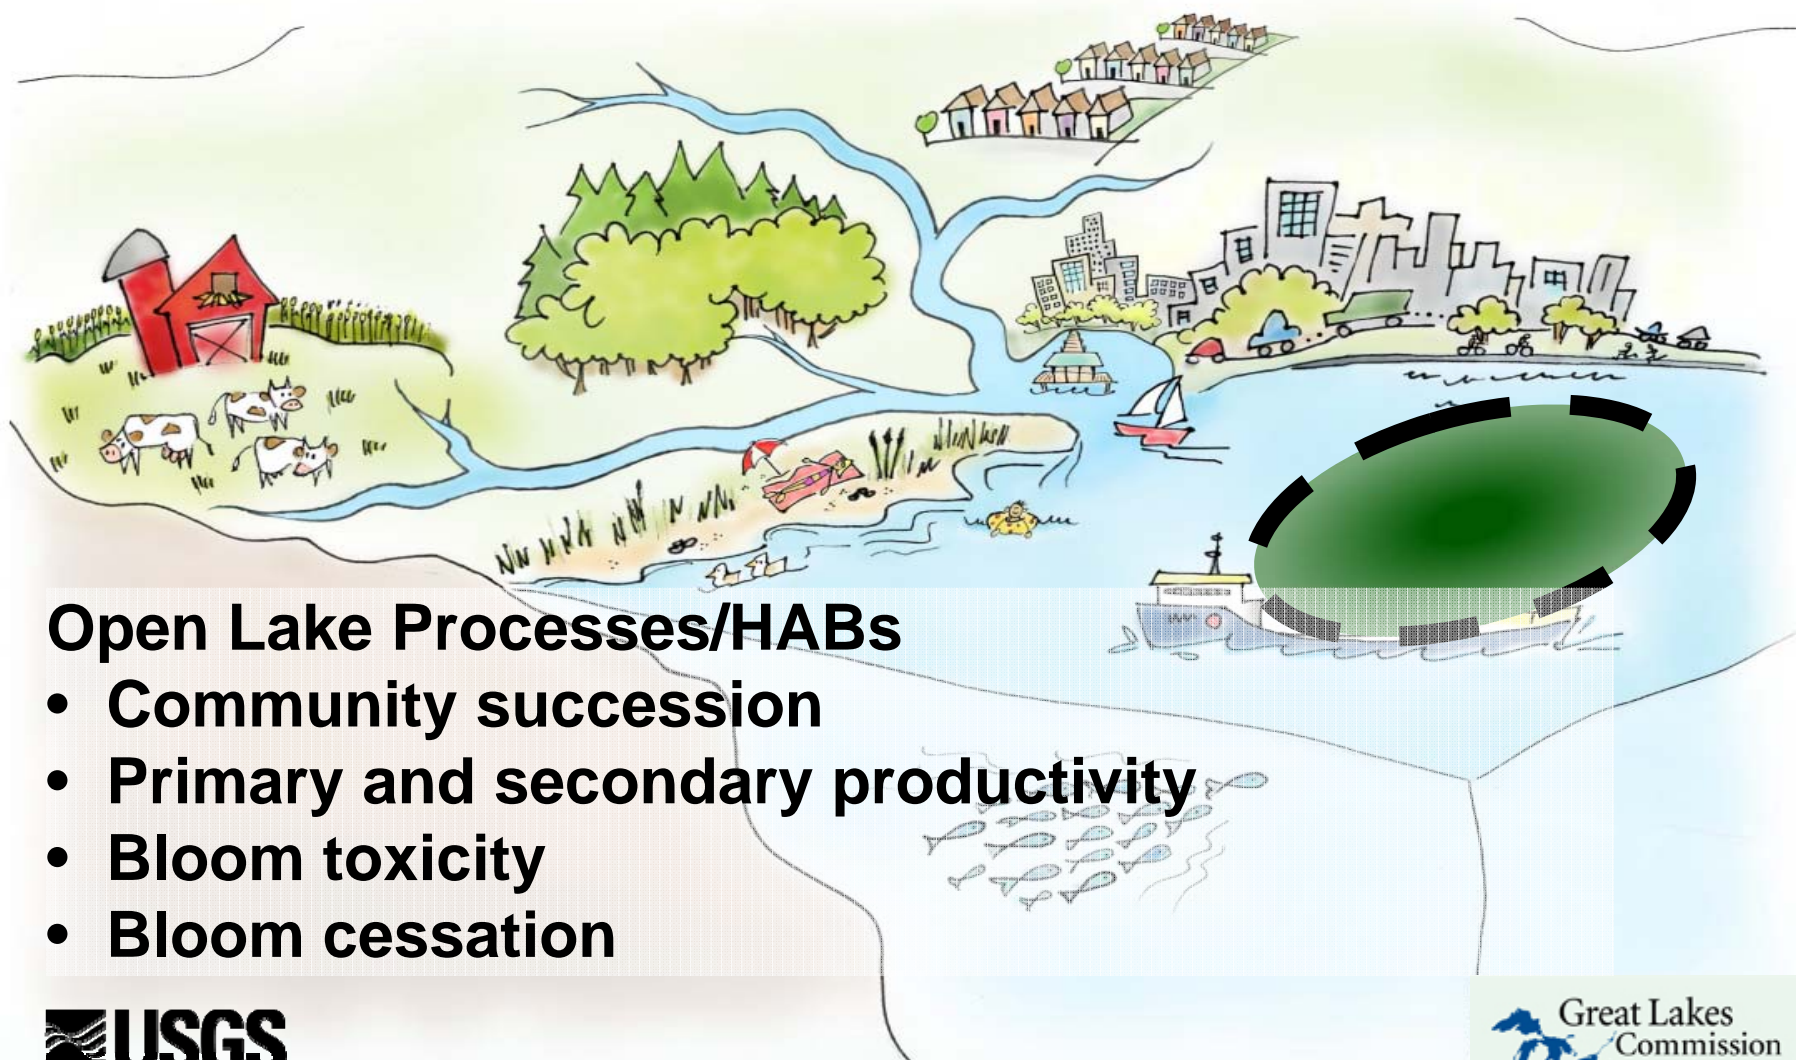 Open Lake Processes/HABs
• Community succession
• Primary and secondary productivity
• Bloom toxicity
• Bloom cessation
USGS
Great Lakes
Commission